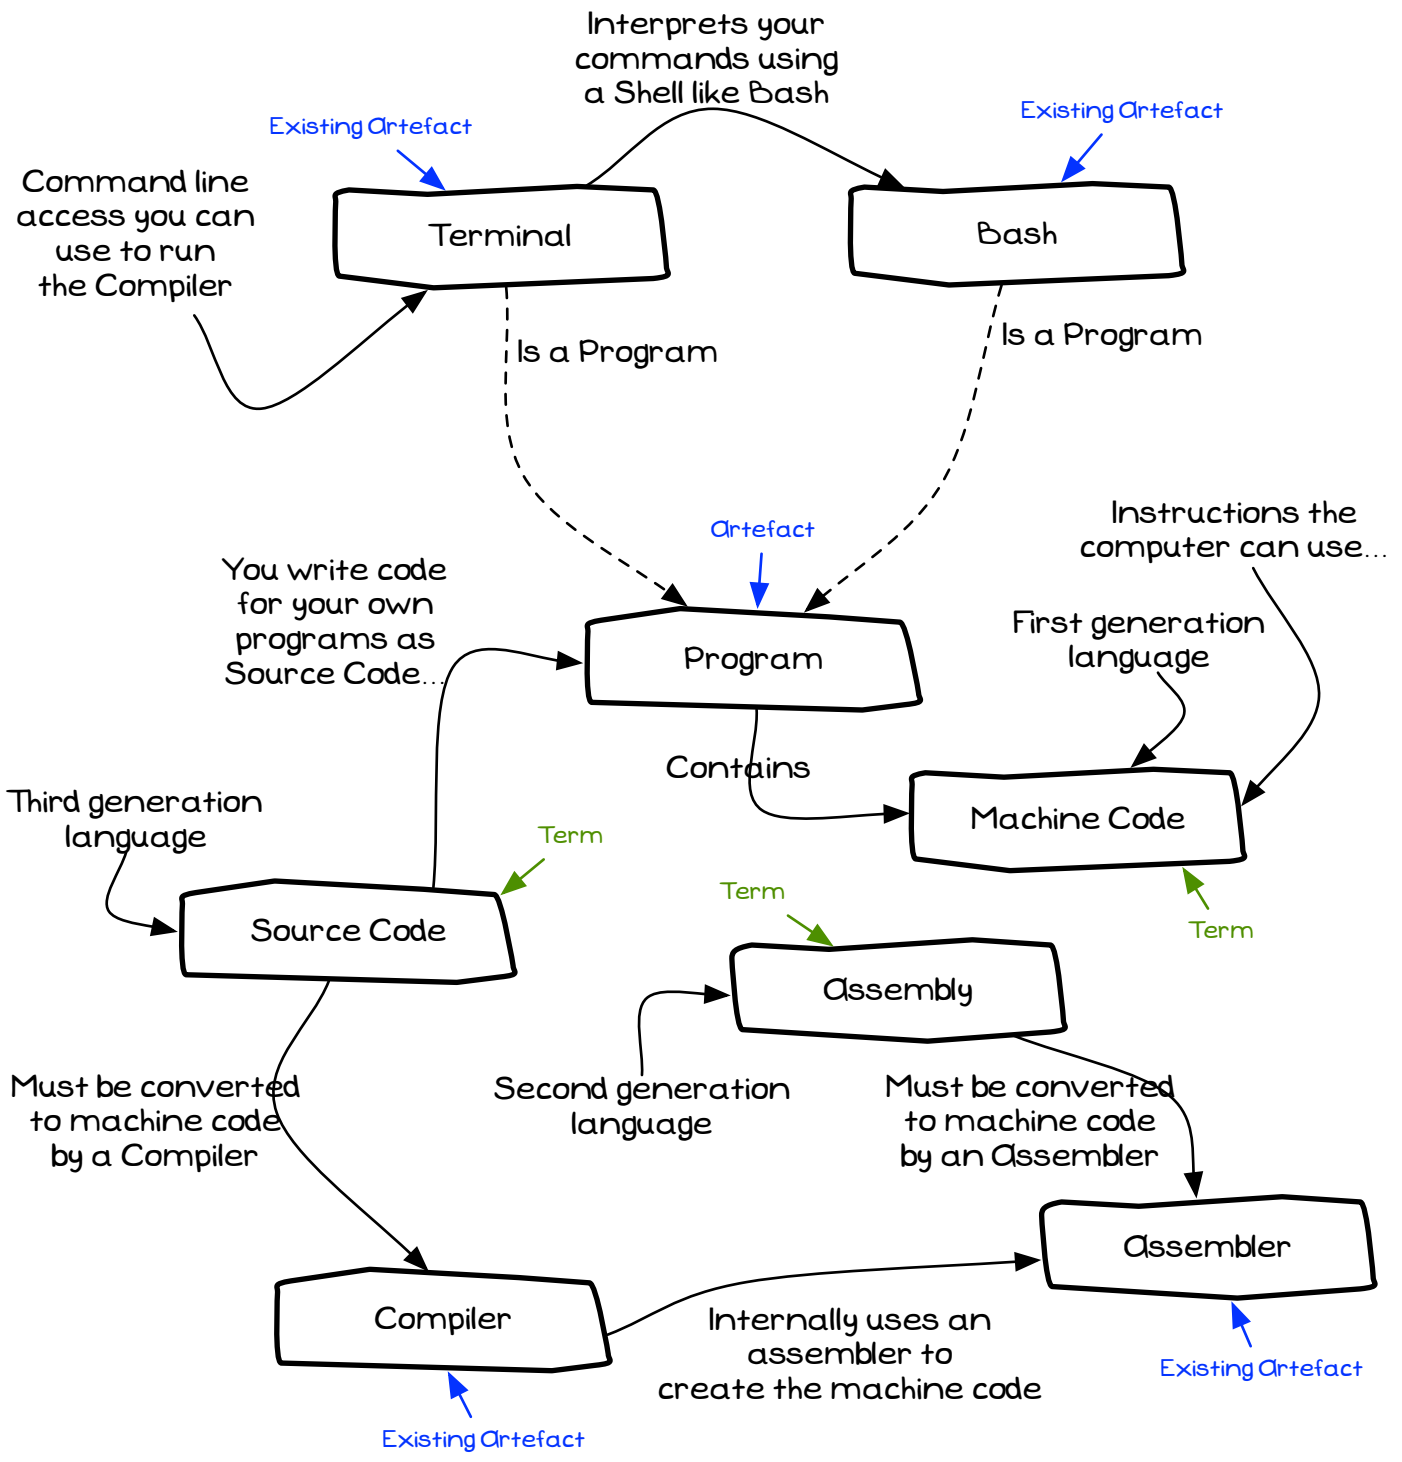 Interprets your
commands using
a Shell like Bash
Existing Artefact
Existing Artefact
Command line
access you can
use to run
the Compiler
Terminal
Bash
Is a Program
Is a Program
Artefact
Instructions the
computer can use...
You write code
for your own
programs as
Source Code...
First generation
language
Program
Contains
Machine Code
Third generation
language
Term
Term
Term
Source Code
Assembly
Must be converted
to machine code
by a Compiler
Second generation
language
Must be converted
to machine code
by an Assembler
Assembler
Compiler
Internally uses an
assembler to
create the machine code
Existing Artefact
Existing Artefact